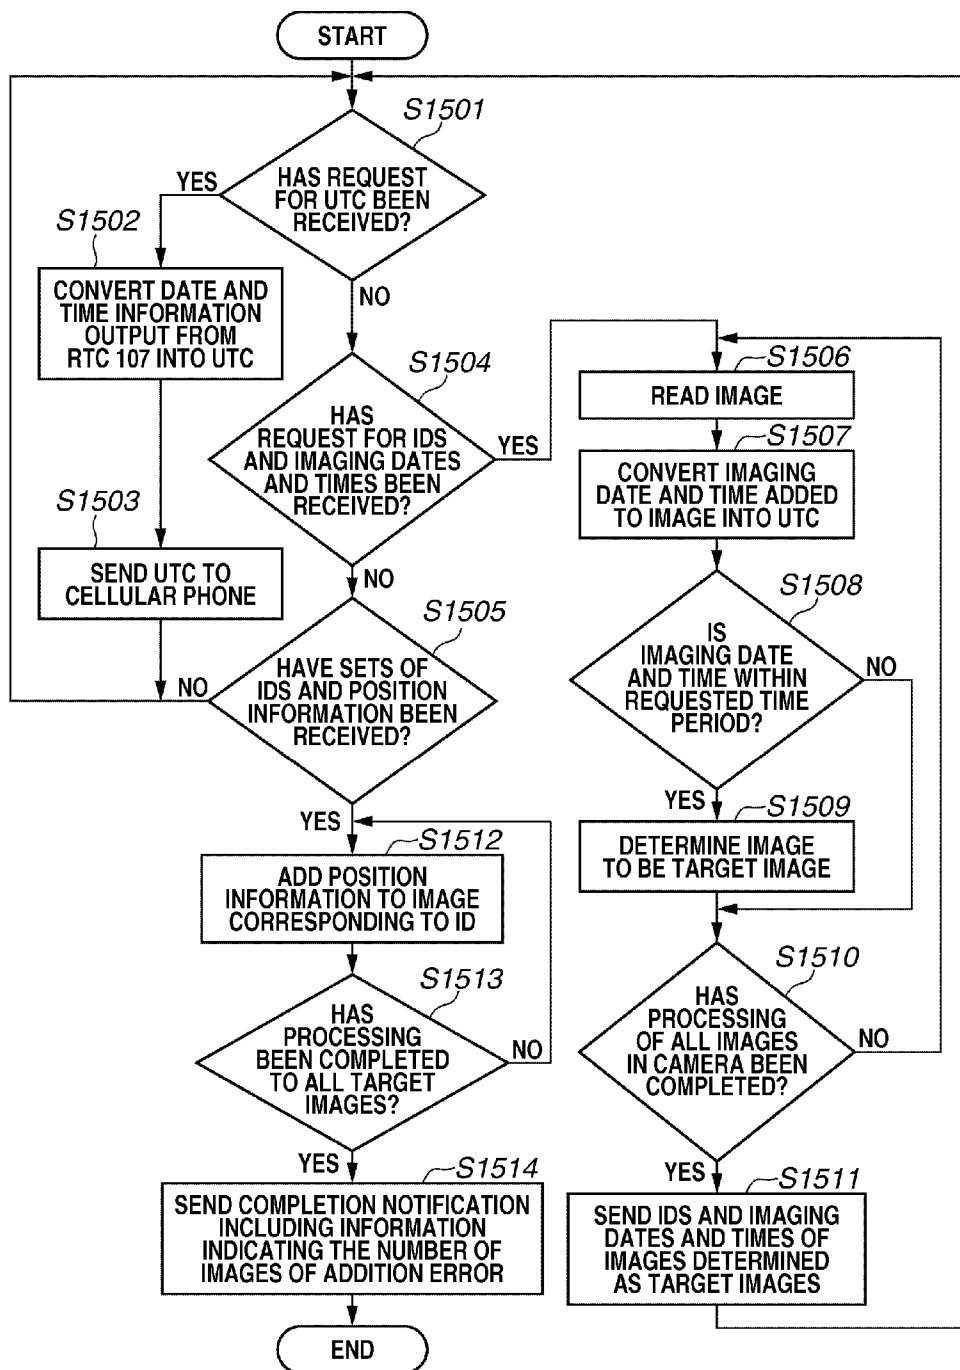 START
S1501
HAS REQUEST
FOR UTC BEEN
RECEIVED?
YES
NO
S1502
CONVERT DATE AND
TIME INFORMATION
OUTPUT FROM
RTC 107 INTO UTC
S1503
SEND UTC TO
CELLULAR PHONE
S1504
HAS
REQUEST FOR IDS
AND IMAGING DATES
AND TIMES BEEN
RECEIVED?
YES
NO
S1505
HAVE SETS OF
IDS AND POSITION
INFORMATION BEEN
RECEIVED?
NO
YES
S1512
ADD POSITION
INFORMATION TO IMAGE
CORRESPONDING TO ID
S1513
HAS
PROCESSING
BEEN COMPLETED
TO ALL TARGET
IMAGES?
NO
YES
S1514
SEND COMPLETION NOTIFICATION
INCLUDING INFORMATION
INDICATING THE NUMBER OF
IMAGES OF ADDITION ERROR
END
S1506
READ IMAGE
S1507
CONVERT IMAGING
DATE AND TIME ADDED
TO IMAGE INTO UTC
S1508
IS
IMAGING DATE
AND TIME WITHIN
REQUESTED TIME
PERIOD?
NO
YES
S1509
DETERMINE IMAGE
TO BE TARGET IMAGE
S1510
HAS
PROCESSING
OF ALL IMAGES
IN CAMERA BEEN
COMPLETED?
NO
YES
S1511
SEND IDS AND IMAGING
DATES AND TIMES OF
IMAGES DETERMINED
AS TARGET IMAGES